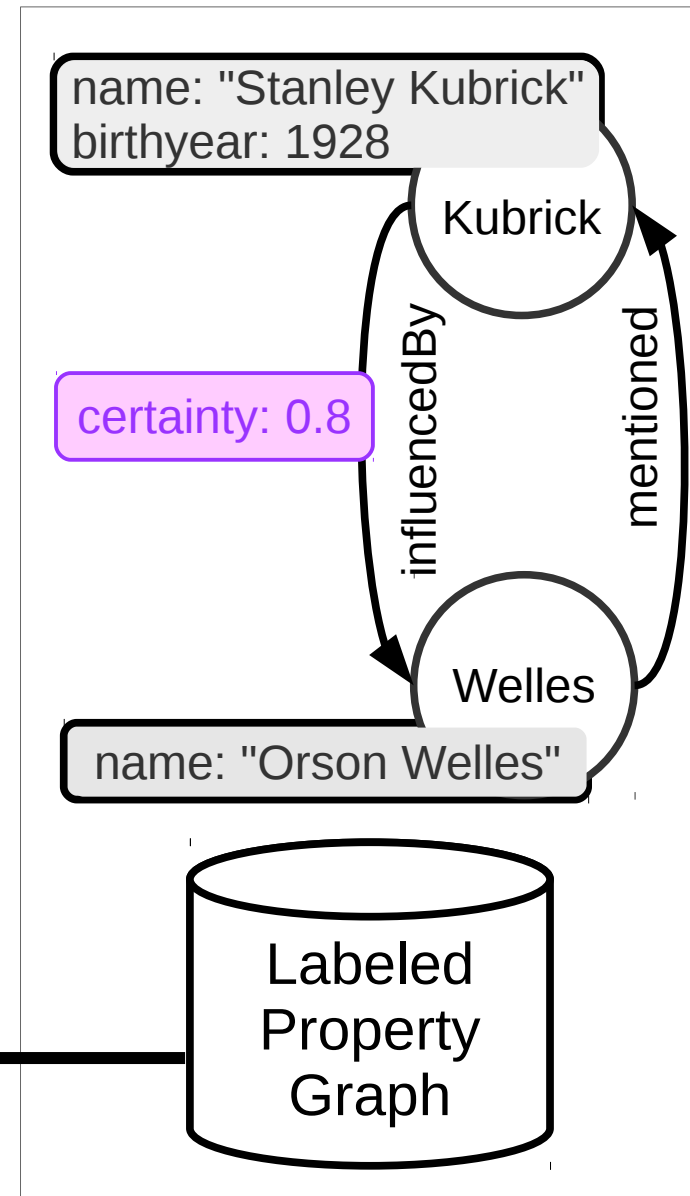 name: "Stanley Kubrick"
birthyear: 1928
Kubrick
influencedBy
mentioned
certainty: 0.8
Welles
name: "Orson Welles"
Labeled
Property
Graph